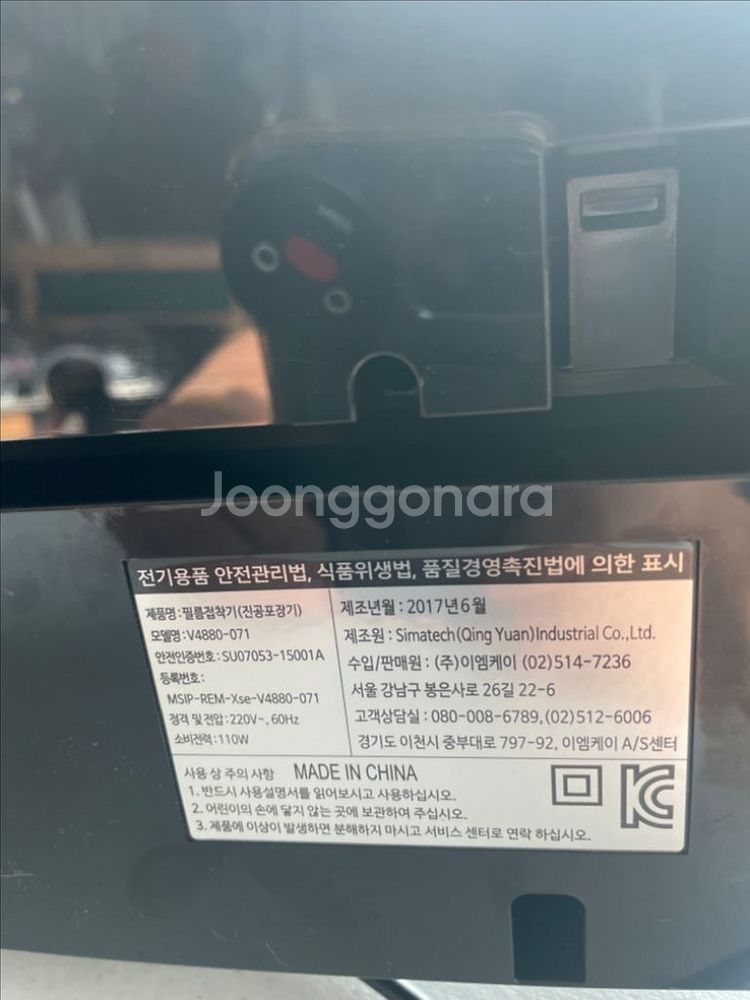 Joonggonara
전기용품 안전관리법, 식품위생법, 품질경영촉진법에 의한 표시
제품명:필름접착기(진공포장기)
모델명:V4880-071
안전인증번호:SU07053-15001A
등록번호:
MSIP-REM-Xse-V4880-071
정격 및 전압:220V~, 60Hz
소비전력:110W
제조년월 : 2017년 6월
제조원 : Simatech(Qing Yuan)Industrial Co.,Ltd.
수입/판매원 : (주)이엠케이 (02)514-7236
서울 강남구 봉은사로 26길 22-6
고객상담실 : 080-008-6789,(02)512-6006
경기도 이천시 중부대로 797-92, 이엠케이 A/S센터
사용 상 주의 사항 MADE IN CHINA
1. 반드시 사용설명서를 읽어보시고 사용하십시오.
2. 어린이의 손에 닿지 않는 곳에 보관하여 주십시오.
3. 제품에 이상이 발생하면 분해하지 마시고 서비스 센터로 연락 하십시오.